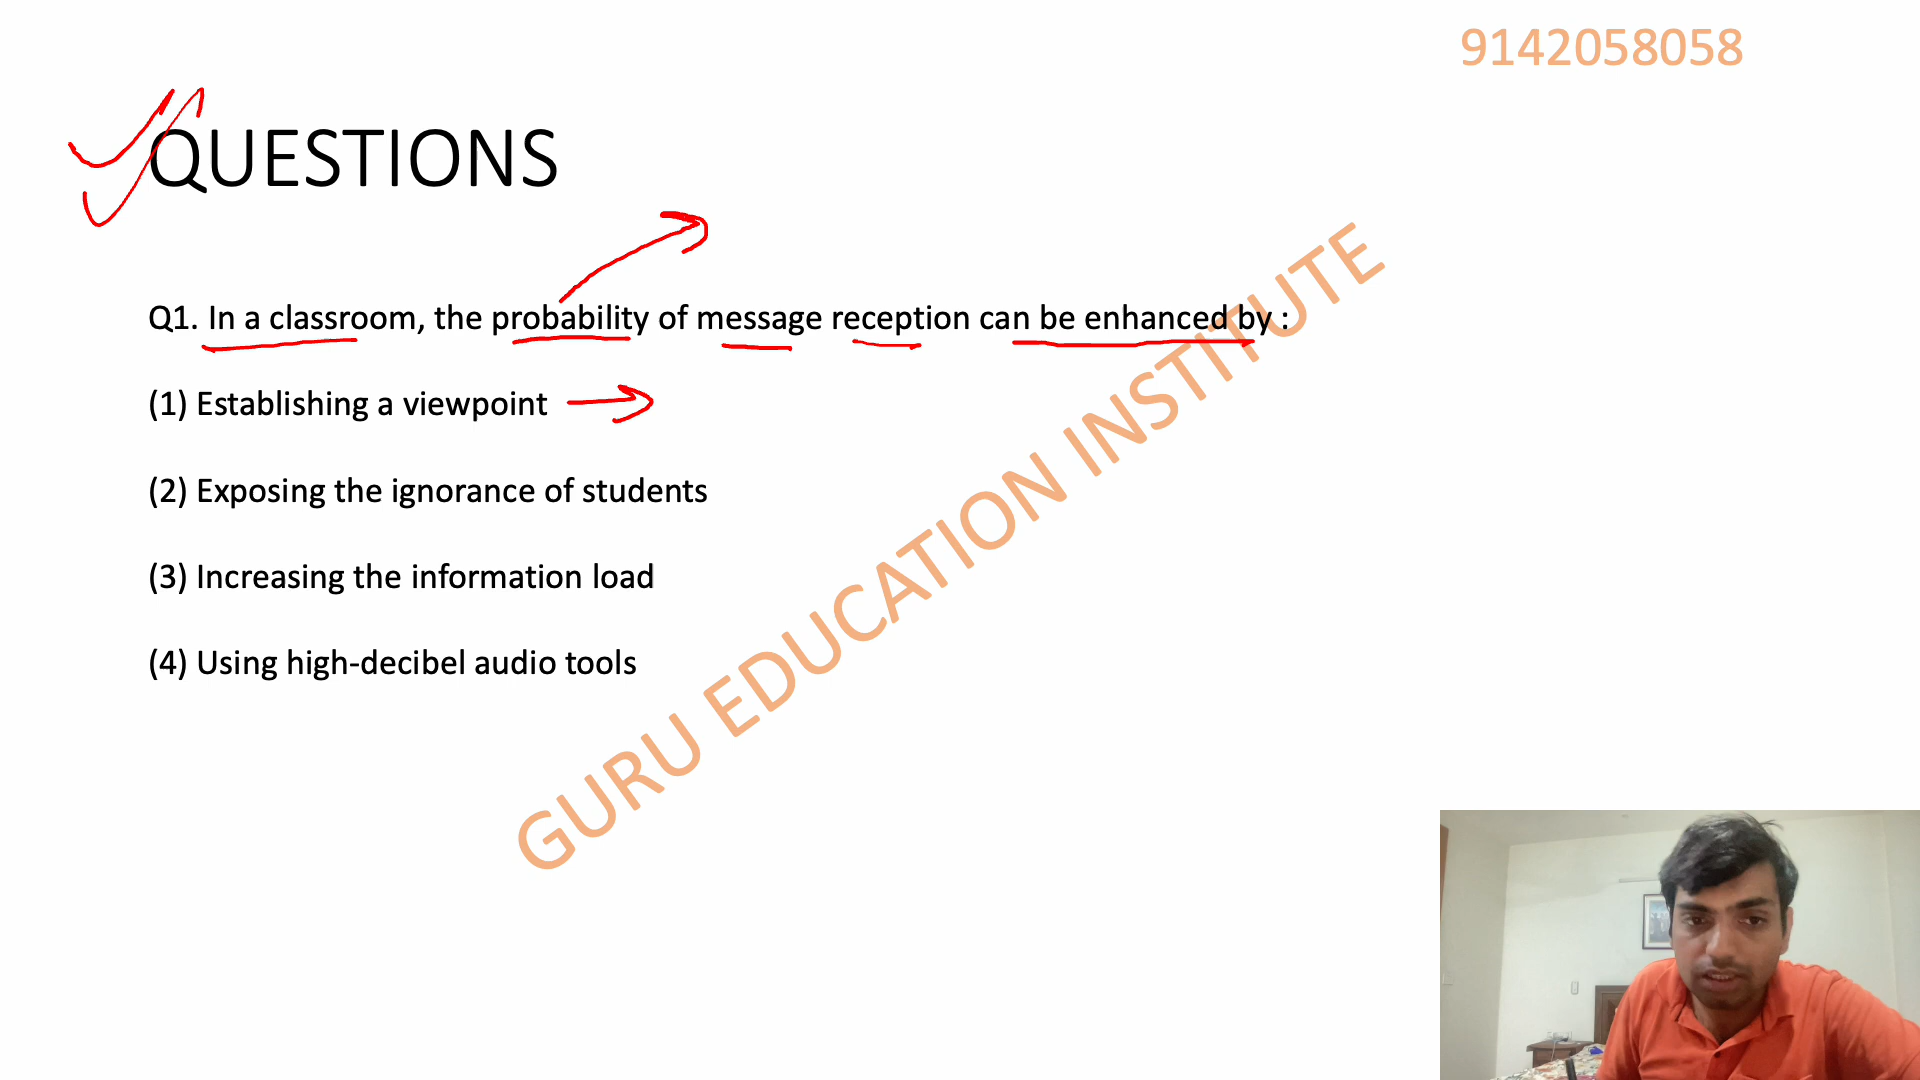 9142058058
QUESTIONS
Q1. In a classroom, the probability of message reception can be enhanced by :
(1) Establishing a viewpoint
(2) Exposing the ignorance of students
(3) Increasing the information load
(4) Using high-decibel audio tools
GURU EDUCATION INSTITUTE